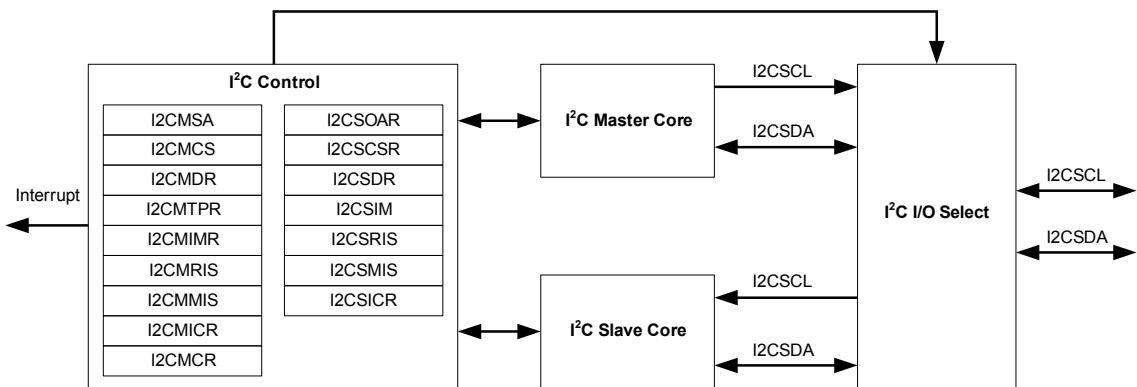 I²C Control
I2CMSA
I2CMCS
I2CMDR
I2CMTPR
I2CMIMR
I2CMRIS
I2CMMIS
I2CMICR
I2CMCR
I2CSOAR
I2CSCSR
I2CSDR
I2CSIM
I2CSRIS
I2CSMIS
I2CSICR
Interrupt
I²C Master Core
I2CSCL
I2CSDA
I²C Slave Core
I2CSCL
I2CSDA
I²C I/O Select
I2CSCL
I2CSDA